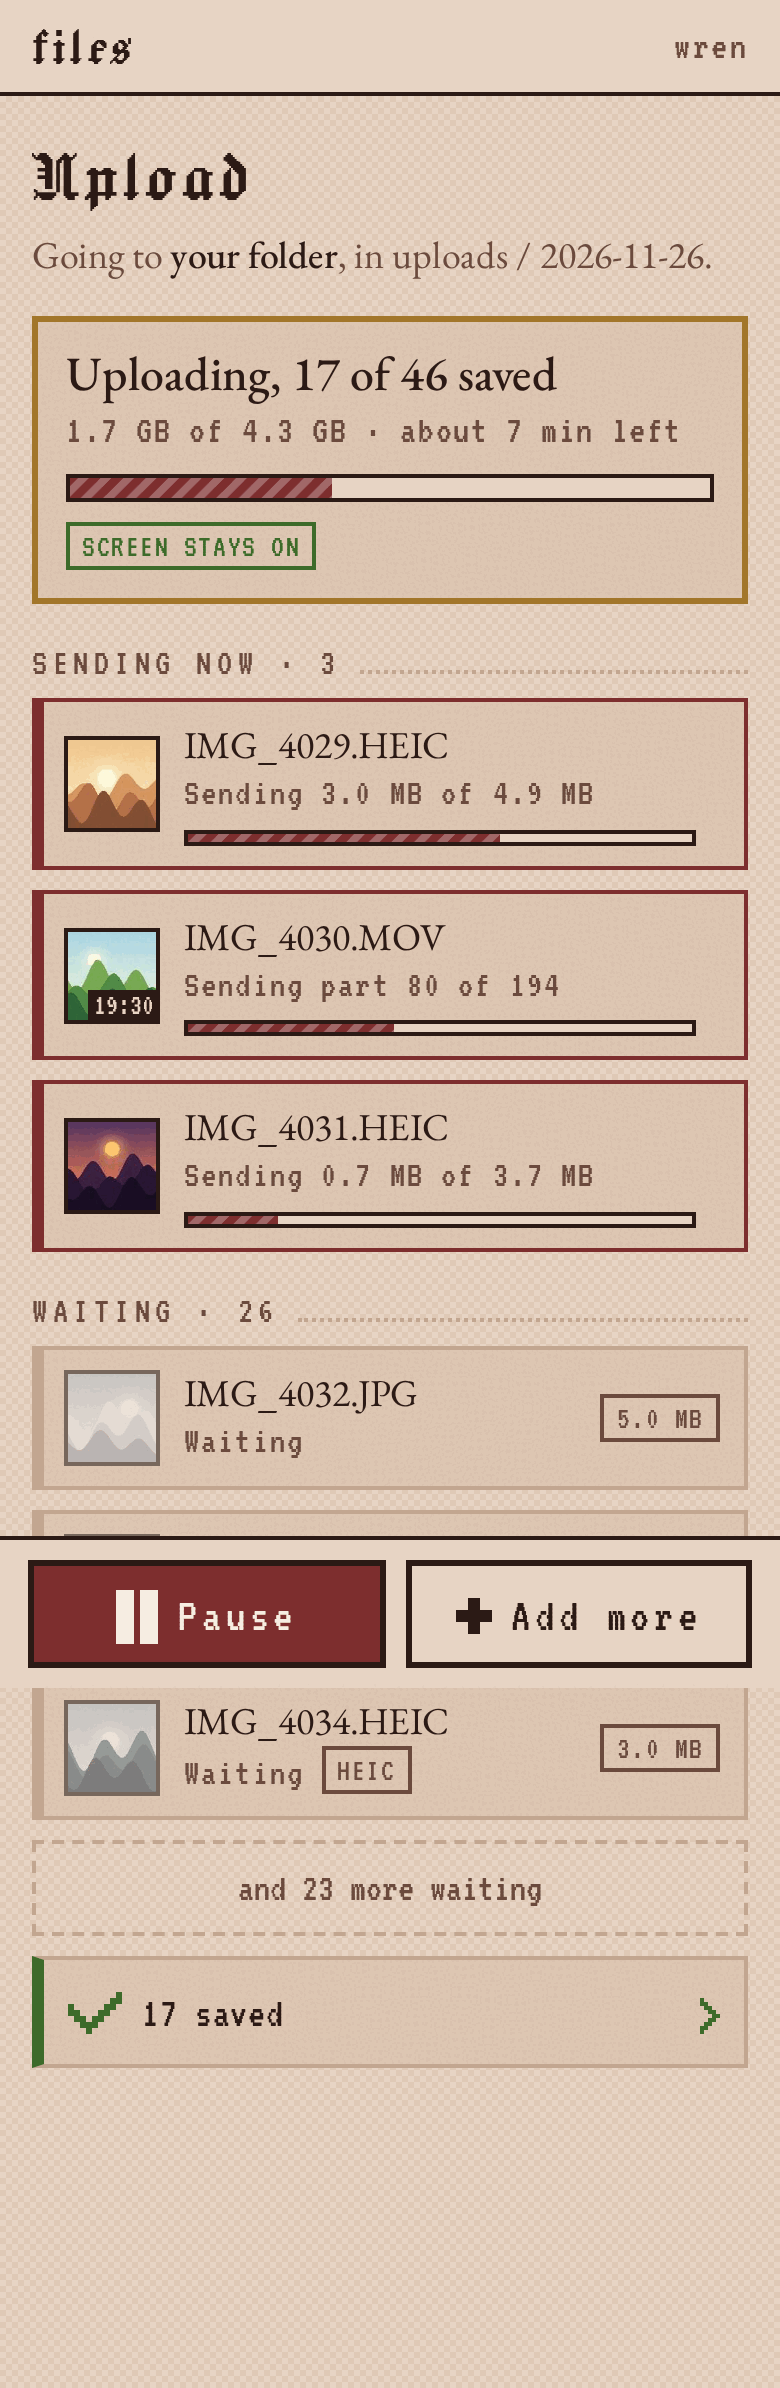 files
wren
Upload
Going to your folder, in uploads / 2026-11-26.
Uploading, 17 of 46 saved
1.7 GB of 4.3 GB · about 7 min left
SCREEN STAYS ON
SENDING NOW · 3
IMG_4029.HEIC
Sending 3.0 MB of 4.9 MB
IMG_4030.MOV
19:30
Sending part 80 of 194
IMG_4031.HEIC
Sending 0.7 MB of 3.7 MB
WAITING · 26
IMG_4032.JPG
Waiting
5.0 MB
Pause
Add more
IMG_4034.HEIC
Waiting
HEIC
3.0 MB
and 23 more waiting
17 saved